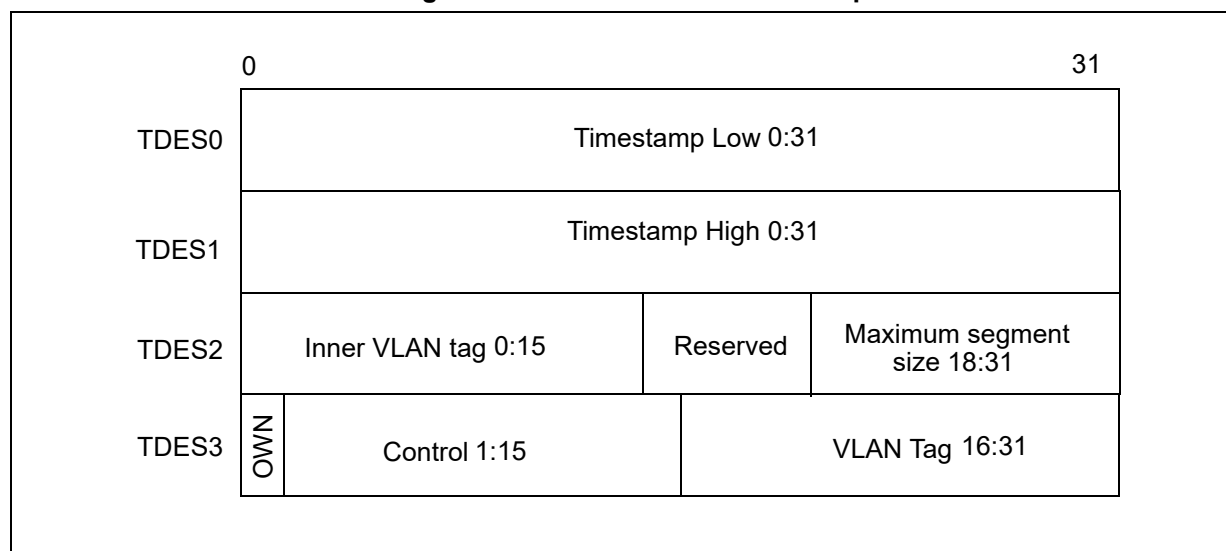 0 31
TDES0 Timestamp Low 0:31
TDES1 Timestamp High 0:31
TDES2 Inner VLAN tag 0:15 Reserved Maximum segment
size 18:31
TDES3 OWN Control 1:15 VLAN Tag 16:31